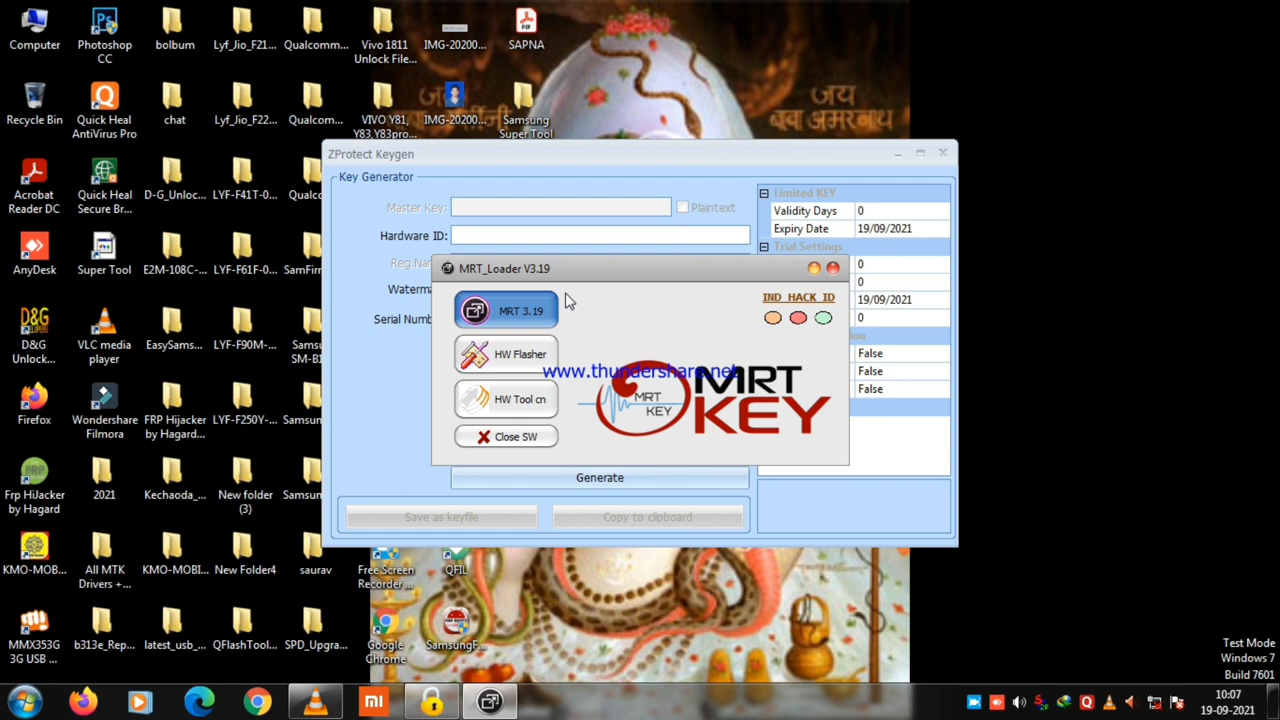 Computer
Photoshop
CC
bolbum
Lyf_Jio_F21...
Qualcomm...
Vivo 1811
Unlock File...
IMG-20200...
SAPNA
Recycle Bin
Quick Heal
AntiVirus Pro
chat
Lyf_Jio_F22...
Qualcom...
VIVO Y81,
Y83,Y83pro...
IMG-20200...
Samsung
Super Tool
जय
बाबा अमरनाथ
Acrobat
Reader DC
Quick Heal
Secure Br...
D-G_Unloc...
LYF-F41T-0...
AnyDesk
Super Tool
E2M-108C-...
LYF-F61F-0...
SamFirm
D&G
Unlock...
VLC media
player
EasySams...
LYF-F90M-...
Samsu
SM-B1
Firefox
Wondershare
Filmora
FRP Hijacker
by Hagard...
LYF-F250Y-...
Samsun
Frp HiJacker
by Hagard
2021
Kechaoda_...
New folder
(3)
Samsun
KMO-MOB...
All MTK
Drivers +...
KMO-MOBI...
New Folder4
saurav
Free Screen
Recorder ...
QFIL
MMX353G
3G USB ...
b313e_Rep...
latest_usb_...
QFlashTool...
SPD_Upgra...
Google
Chrome
SamsungF...
ZProtect Keygen
Key Generator
Master Key:
Plaintext
Hardware ID:
Reg.Nam
Waterma
Serial Numb
Generate
Save as keyfile
Copy to clipboard
Limited KEY
Validity Days 0
Expiry Date 19/09/2021
Trial Settings
0
0
19/09/2021
0
ion
False
False
False
MRT_Loader V3.19
MRT 3.19
HW Flasher
HW Tool cn
Close SW
IND_HACK_ID
www.thundershare.net
MRT
KEY
MRT
KEY
Test Mode
Windows 7
Build 7601
10:07
19-09-2021